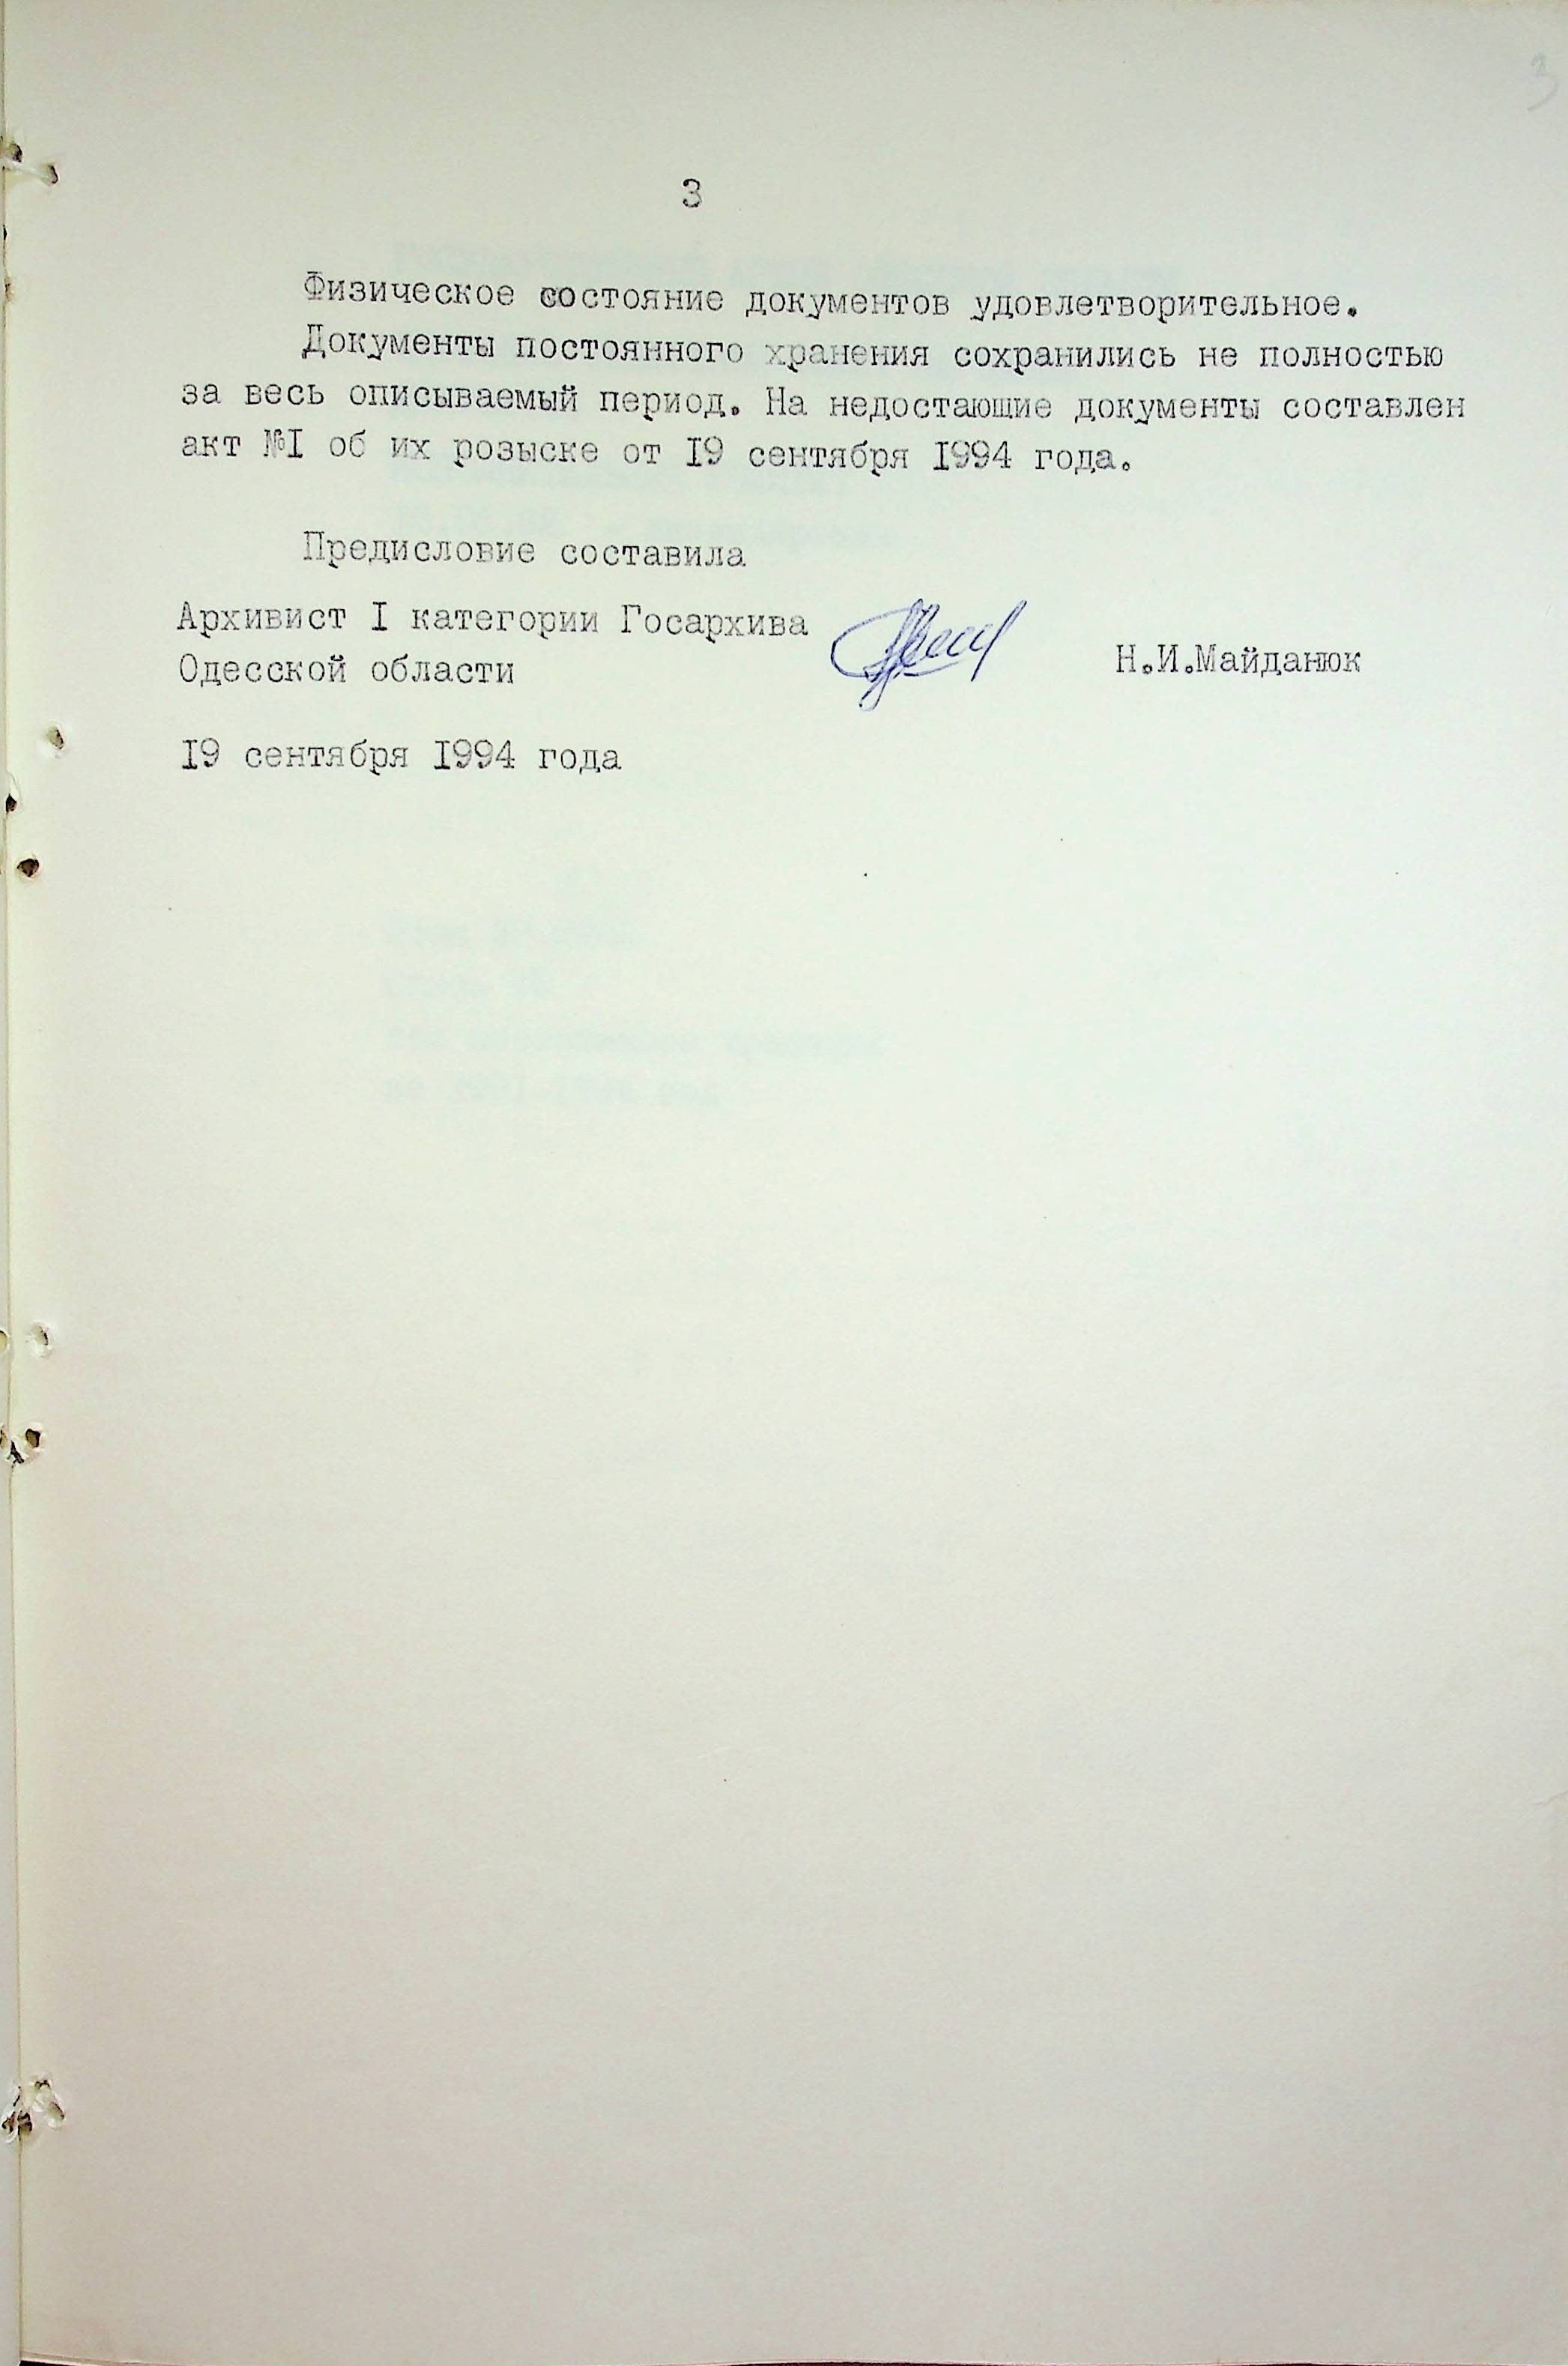 3
3
Физическое состояние документов удовлетворительное.
Документы постоянного хранения сохранились не полностью
за весь описываемый период. На недостающие документы составлен
акт №I об их розыске от I9 сентября I994 года.
Предисловие составила
Архивист I категории Госархива
Одесской области
Н.И.Майданюк
I9 сентября I994 года